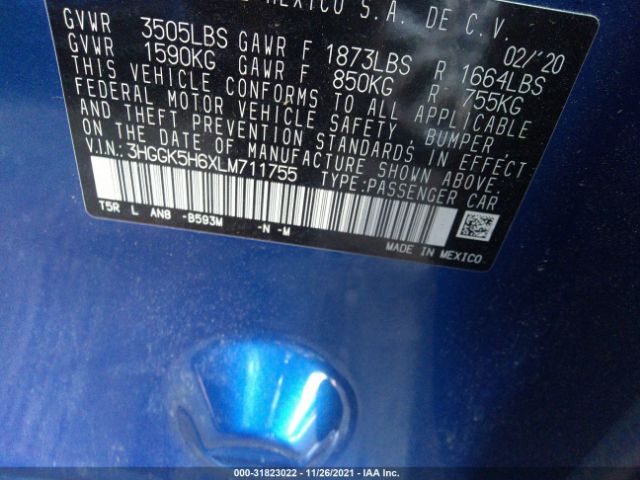 MEXICO S.A. DE C.V.
02/'20
GVWR 3505LBS GAWR F 1873LBS R 1664LBS
GVWR 1590KG GAWR F 850KG R 755KG
THIS VEHICLE CONFORMS TO ALL APPLICABLE
FEDERAL MOTOR VEHICLE SAFETY, BUMPER,
AND THEFT PREVENTION STANDARDS IN EFFECT
ON THE DATE OF MANUFACTURE SHOWN ABOVE.
V.I.N.: 3HGGK5H6XLM711755 TYPE:PASSENGER CAR
T5R L AN8 -B593M -N -M
MADE IN MEXICO
000-31823022 - 11/26/2021 - IAA Inc.